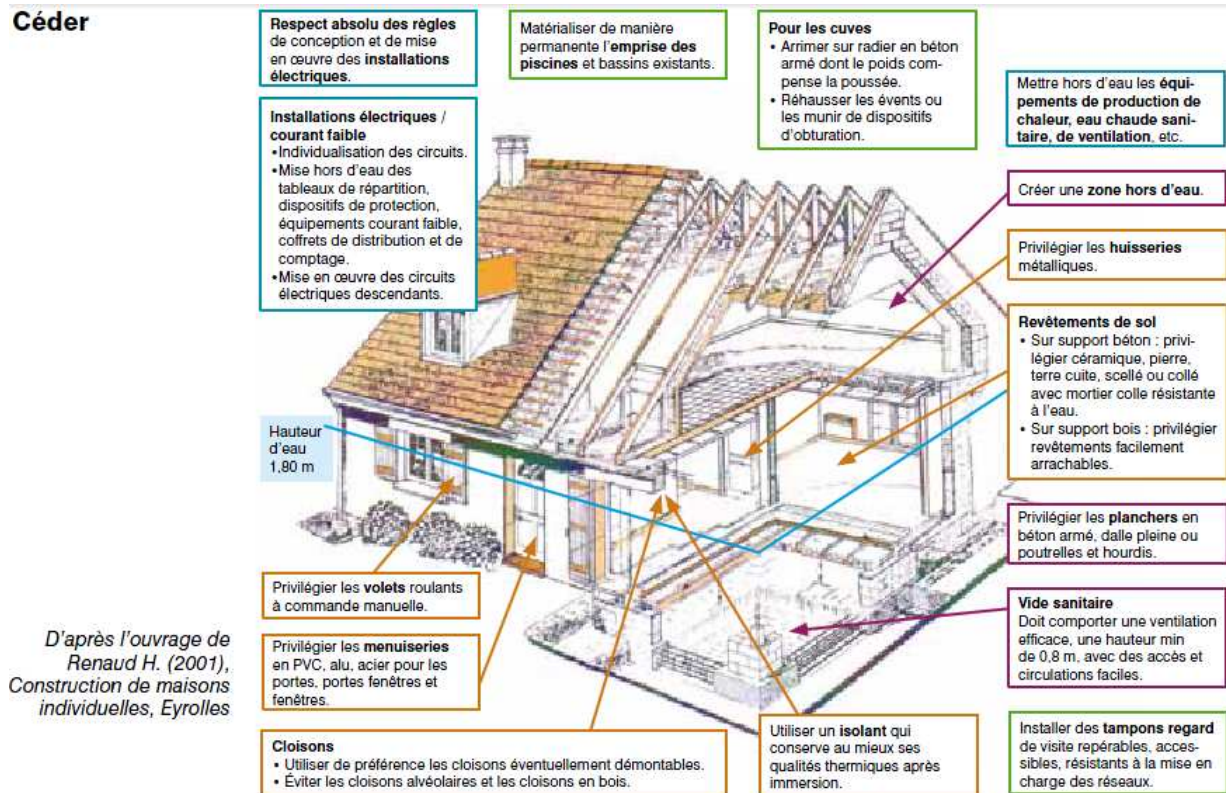 Céder
Respect absolu des règles
de conception et de mise
en œuvre des installations
électriques.
Matérialiser de manière
permanente l'emprise des
piscines et bassins existants.
Pour les cuves
• Arrimer sur radier en béton
armé dont le poids com-
pense la poussée.
• Réhausser les évents ou
les munir de dispositifs
d'obturation.
Mettre hors d'eau les équi-
pements de production de
chaleur, eau chaude sani-
taire, de ventilation, etc.
Installations électriques /
courant faible
•Individualisation des circuits.
•Mise hors d'eau des
tableaux de répartition,
dispositifs de protection,
équipements courant faible,
coffrets de distribution et de
comptage.
•Mise en œuvre des circuits
électriques descendants.
Créer une zone hors d'eau.
Privilégier les huisseries
métalliques.
Revêtements de sol
• Sur support béton : privi-
légier céramique, pierre,
terre cuite, scellé ou collé
avec mortier colle résistante
à l'eau.
• Sur support bois : privilégier
revêtements facilement
arrachables.
Hauteur
d'eau
1,80 m
Privilégier les planchers en
béton armé, dalle pleine ou
poutrelles et hourdis.
Privilégier les volets roulants
à commande manuelle.
Vide sanitaire
Doit comporter une ventilation
efficace, une hauteur min
de 0,8 m, avec des accès et
circulations faciles.
D'après l'ouvrage de
Renaud H. (2001),
Construction de maisons
individuelles, Eyrolles
Privilégier les menuiseries
en PVC, alu, acier pour les
portes, portes fenêtres et
fenêtres.
Cloisons
• Utiliser de préférence les cloisons éventuellement démontables.
• Éviter les cloisons alvéolaires et les cloisons en bois.
Utiliser un isolant qui
conserve au mieux ses
qualités thermiques après
immersion.
Installer des tampons regard
de visite repérables, acces-
sibles, résistants à la mise en
charge des réseaux.